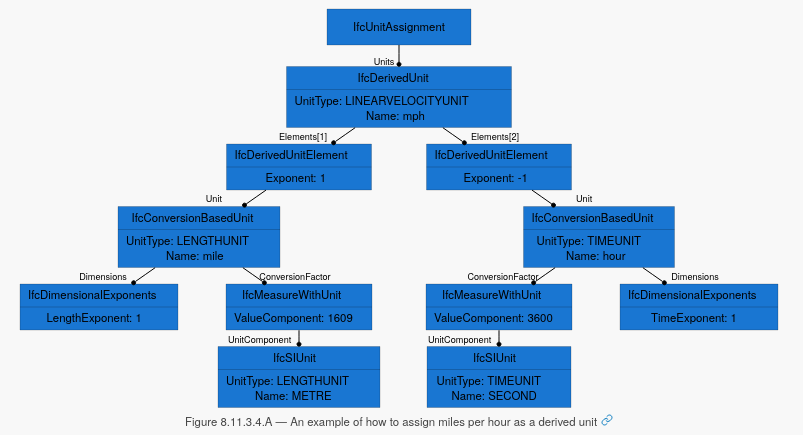 IfcUnitAssignment
Units
IfcDerivedUnit
UnitType: LINEARVELOCITYUNIT
Name: mph
Elements[1]
Elements[2]
IfcDerivedUnitElement
IfcDerivedUnitElement
Exponent: 1
Exponent: -1
Unit
Unit
IfcConversionBasedUnit
IfcConversionBasedUnit
UnitType: LENGTHUNIT
Name: mile
UnitType: TIMEUNIT
Name: hour
Dimensions
ConversionFactor
ConversionFactor
Dimensions
IfcDimensionalExponents
IfcMeasureWithUnit
IfcMeasureWithUnit
IfcDimensionalExponents
LengthExponent: 1
ValueComponent: 1609
ValueComponent: 3600
TimeExponent: 1
UnitComponent
UnitComponent
IfcSIUnit
IfcSIUnit
UnitType: LENGTHUNIT
Name: METRE
UnitType: TIMEUNIT
Name: SECOND
Figure 8.11.3.4.A — An example of how to assign miles per hour as a derived unit